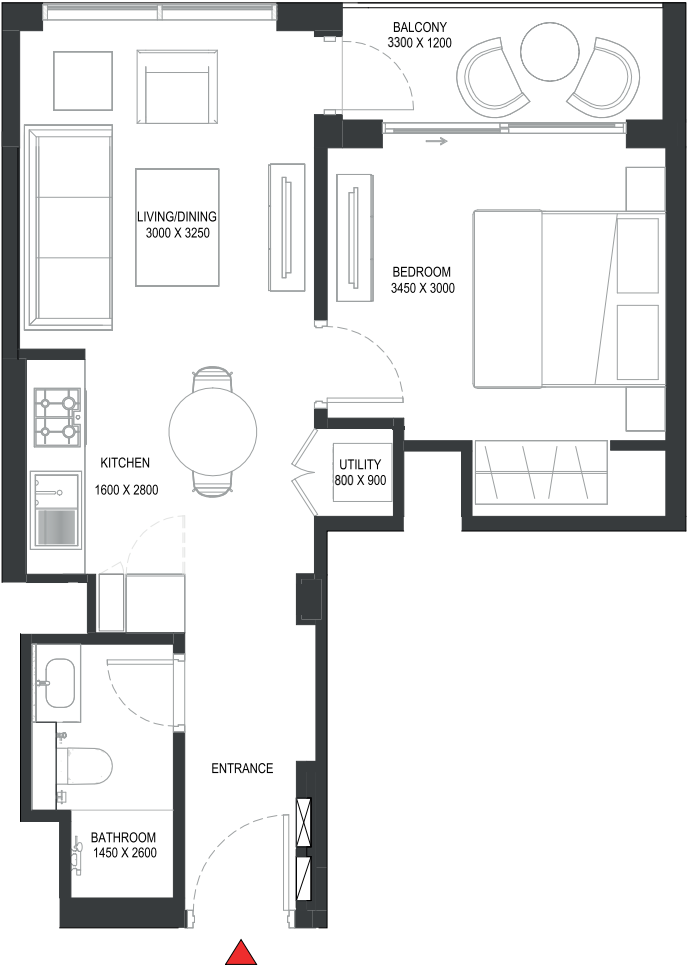 BALCONY
3300 X 1200
LIVING/DINING
3000 X 3250
BEDROOM
3450 X 3000
KITCHEN
1600 X 2800
UTILITY
800 X 900
ENTRANCE
BATHROOM
1450 X 2600